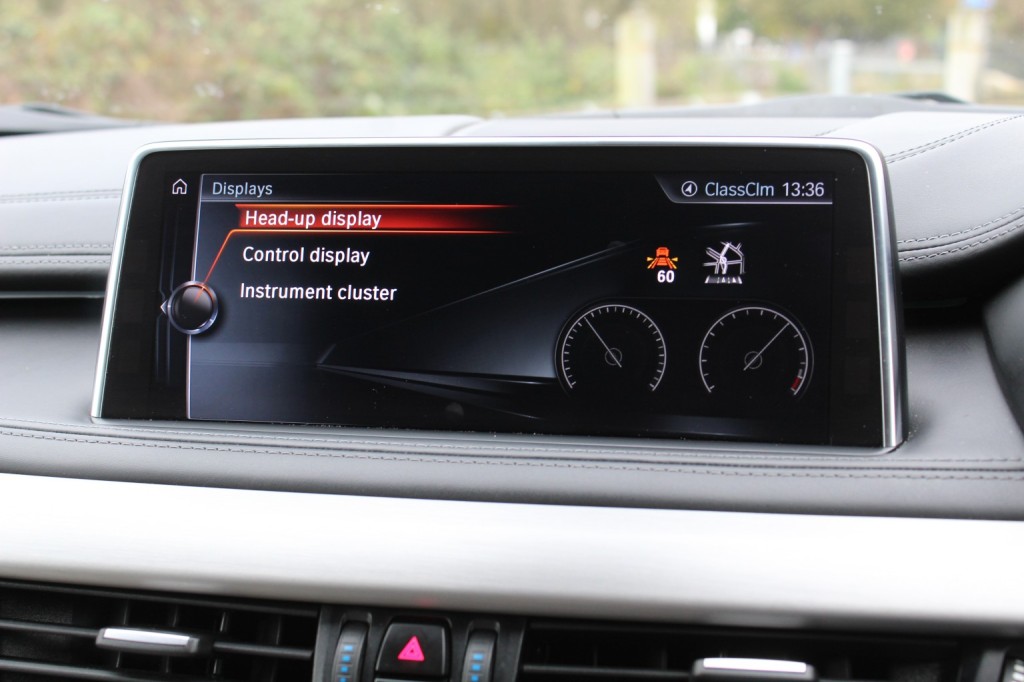 Displays
ClassClm 13:36
Head-up display
Control display
Instrument cluster
60